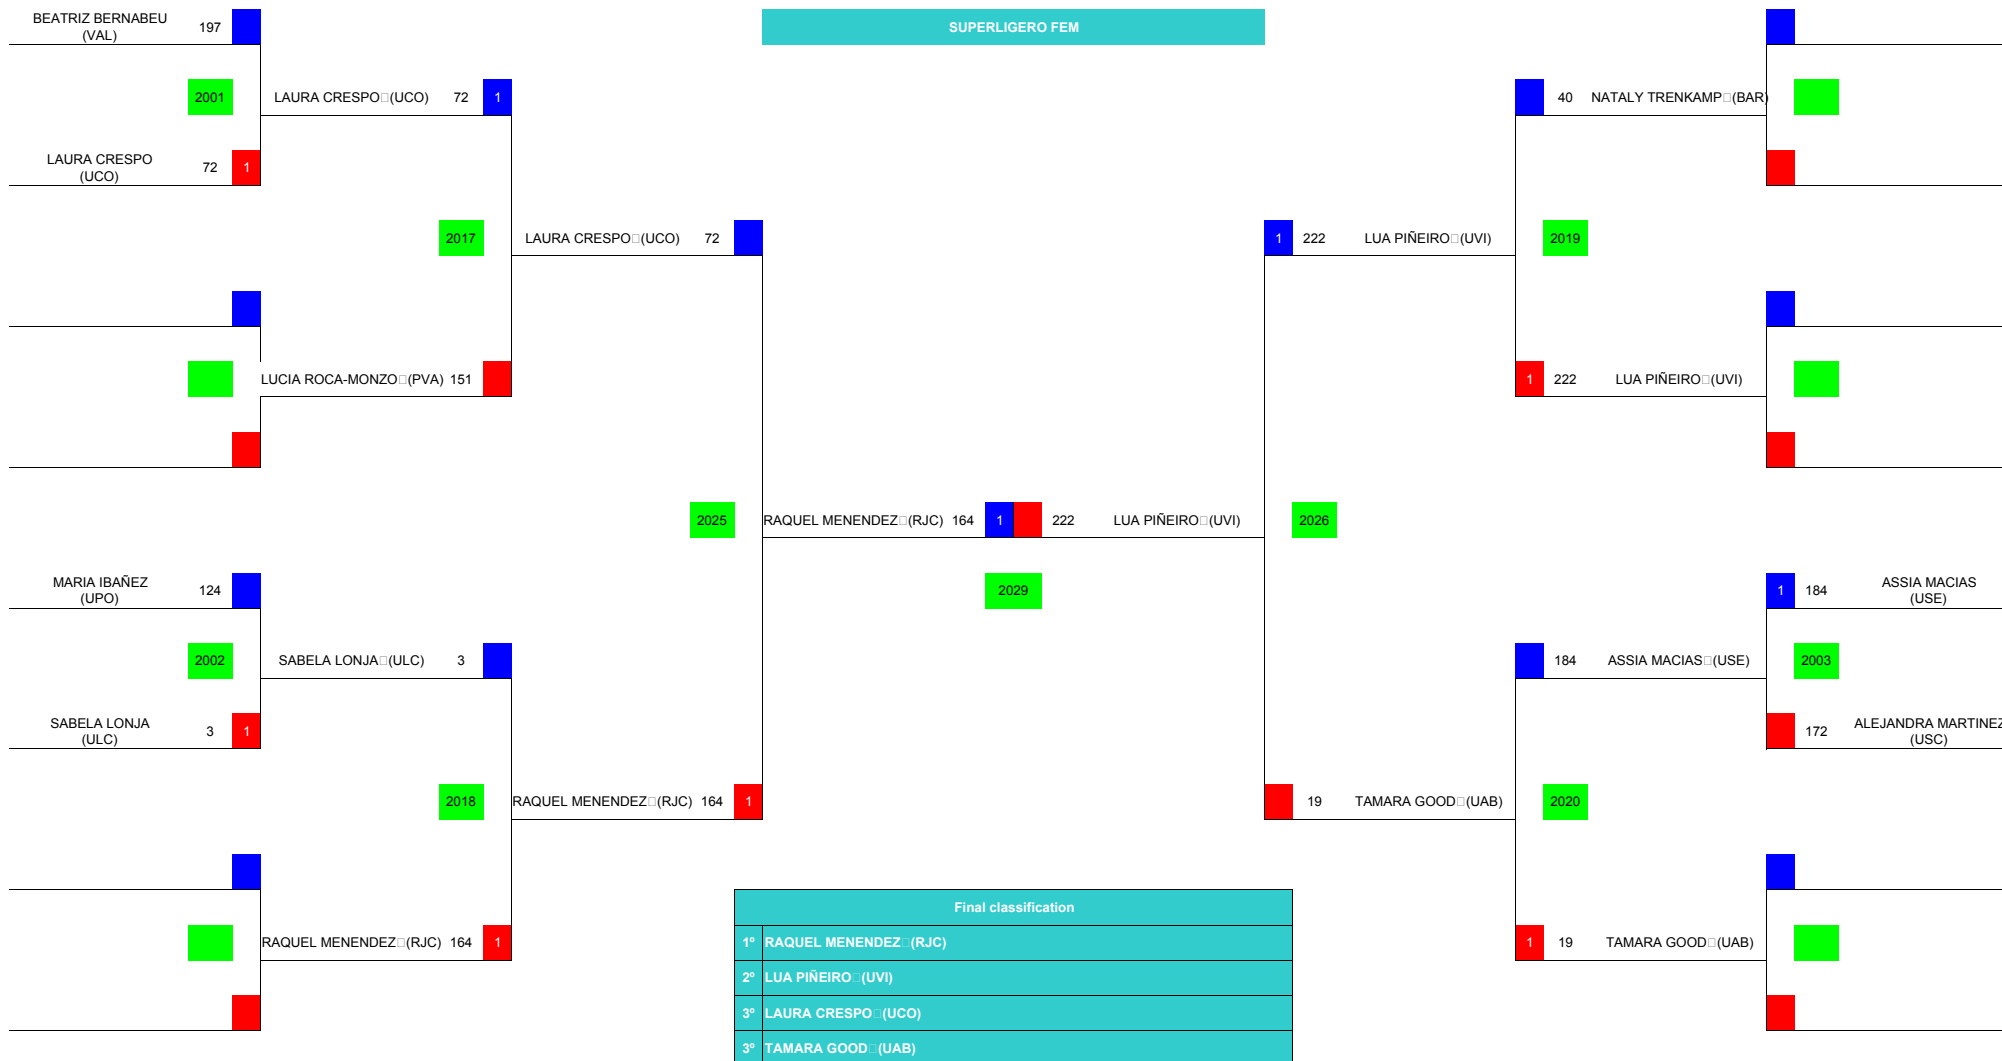 BEATRIZ BERNABEU
(VAL)
197
SUPERLIGERO FEM
2001
LAURA CRESPO□(UCO) 72 1
40 NATALY TRENKAMP□(BAR)
LAURA CRESPO
(UCO)
72 1
2017
LAURA CRESPO□(UCO) 72
1 222 LUA PIÑEIRO□(UVI)
2019
LUCIA ROCA-MONZO□(PVA) 151
1 222 LUA PIÑEIRO□(UVI)
2025
RAQUEL MENENDEZ□(RJC) 164 1
222 LUA PIÑEIRO□(UVI)
2026
MARIA IBAÑEZ
(UPO)
124
2029
1 184
ASSIA MACIAS
(USE)
2002
SABELA LONJA□(ULC) 3
184 ASSIA MACIAS□(USE)
2003
SABELA LONJA
(ULC)
3 1
172
ALEJANDRA MARTINEZ
(USC)
2018
RAQUEL MENENDEZ□(RJC) 164 1
19 TAMARA GOOD□(UAB)
2020
RAQUEL MENENDEZ□(RJC) 164 1
1 19 TAMARA GOOD□(UAB)
Final classification
1º RAQUEL MENENDEZ□(RJC)
2º LUA PIÑEIRO□(UVI)
3º LAURA CRESPO□(UCO)
3º TAMARA GOOD□(UAB)